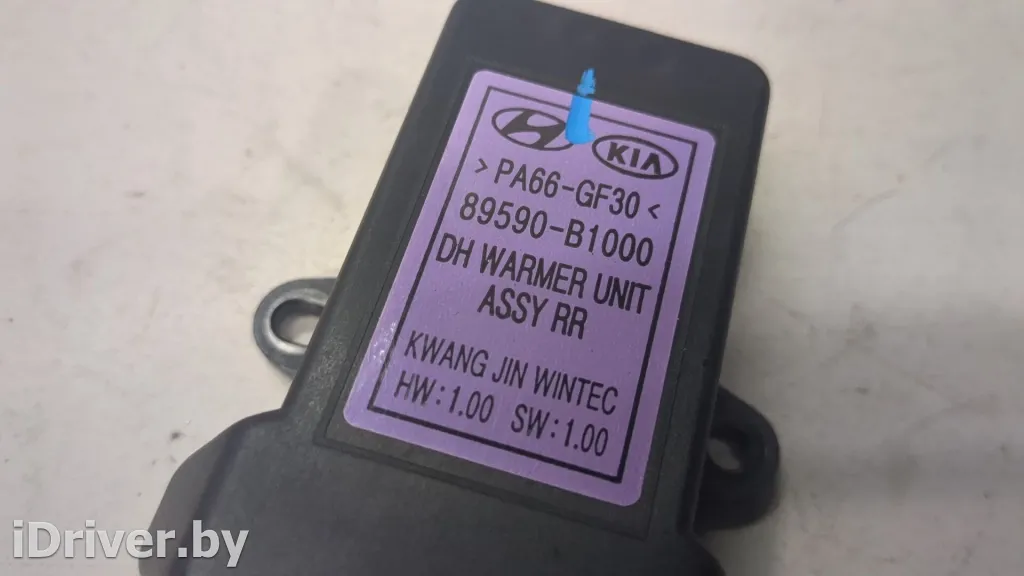 KIA
> PA66-GF30 <
89590-B1000
DH WARMER UNIT
ASSY RR
KWANG JIN WINTEC
HW:1.00 SW:1.00
iDriver.by